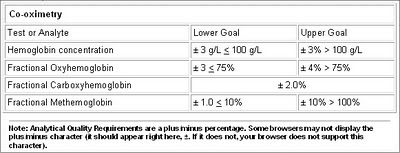 Co-oximetry
Test or Analyte Lower Goal Upper Goal
Hemoglobin concentration ± 3 g/L ≤ 100 g/L ± 3% > 100 g/L
Fractional Oxyhemoglobin ± 3 ≤ 75% ± 4% > 75%
Fractional Carboxyhemoglobin ± 2.0%
Fractional Methemoglobin ± 1.0 ≤ 10% ± 10% > 100%
Note: Analytical Quality Requirements are a plus minus percentage. Some browsers may not display the
plus minus character (it should appear right here, ±. If it does not, your browser does not support this
character).